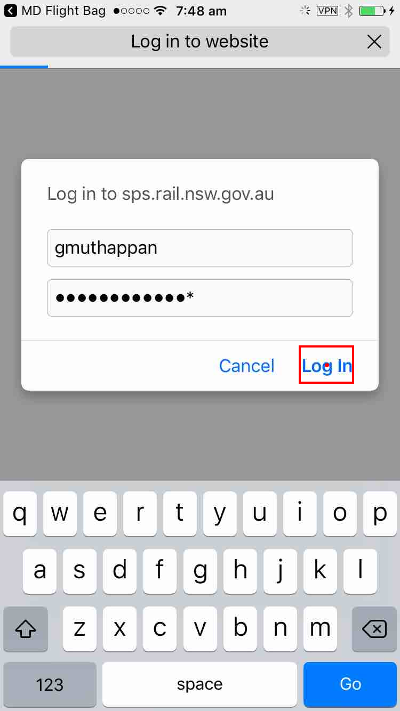 MD Flight Bag 7:48 am VPN
Log in to website
Log in to sps.rail.nsw.gov.au
gmuthappan
●●●●●●●●●●●●*
Cancel Log In
q w e r t y u i o p
a s d f g h j k l
z x c v b n m
123 space Go